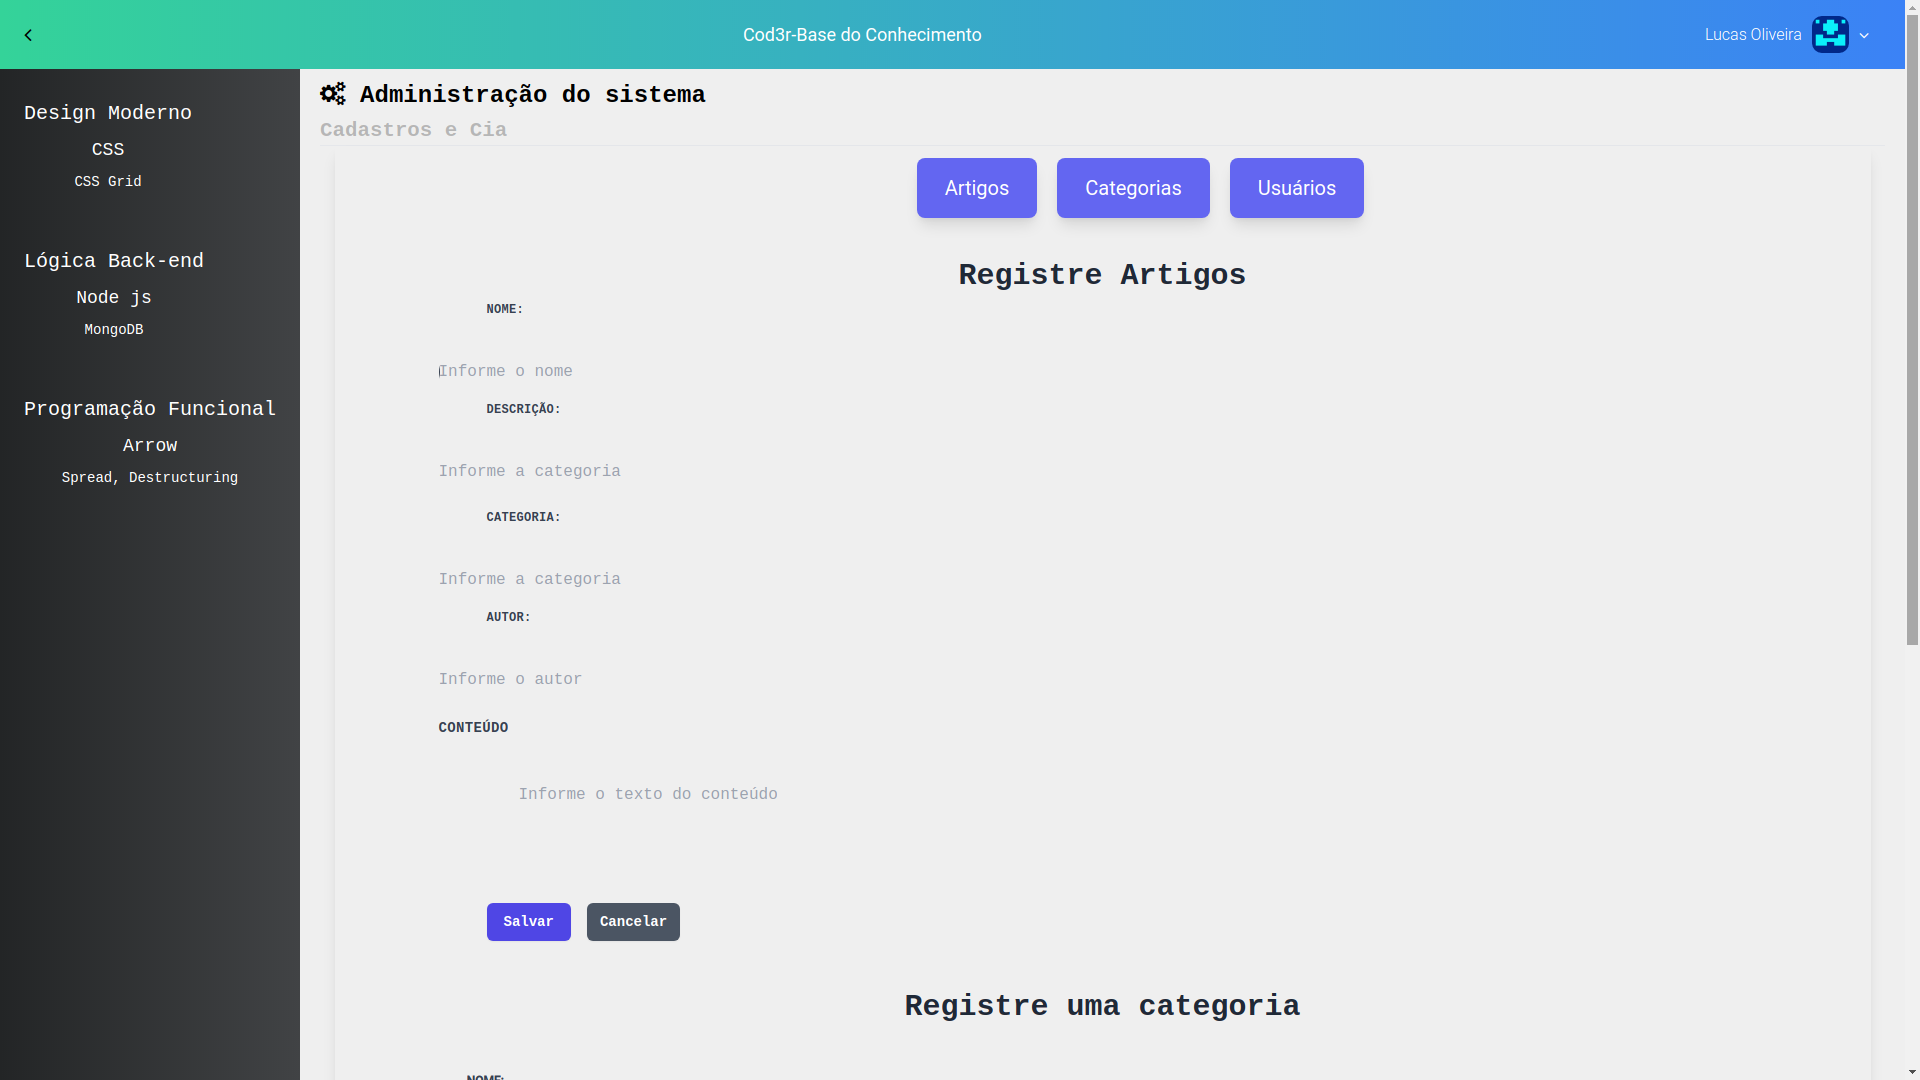 Cod3r-Base do Conhecimento
Lucas Oliveira
Design Moderno
CSS
CSS Grid
Lógica Back-end
Node js
MongoDB
Programação Funcional
Arrow
Spread, Destructuring
Administração do sistema
Cadastros e Cia
Artigos
Categorias
Usuários
Registre Artigos
NOME:
Informe o nome
DESCRIÇÃO:
Informe a categoria
CATEGORIA:
Informe a categoria
AUTOR:
Informe o autor
CONTEÚDO
Informe o texto do conteúdo
Salvar
Cancelar
Registre uma categoria
NOME: